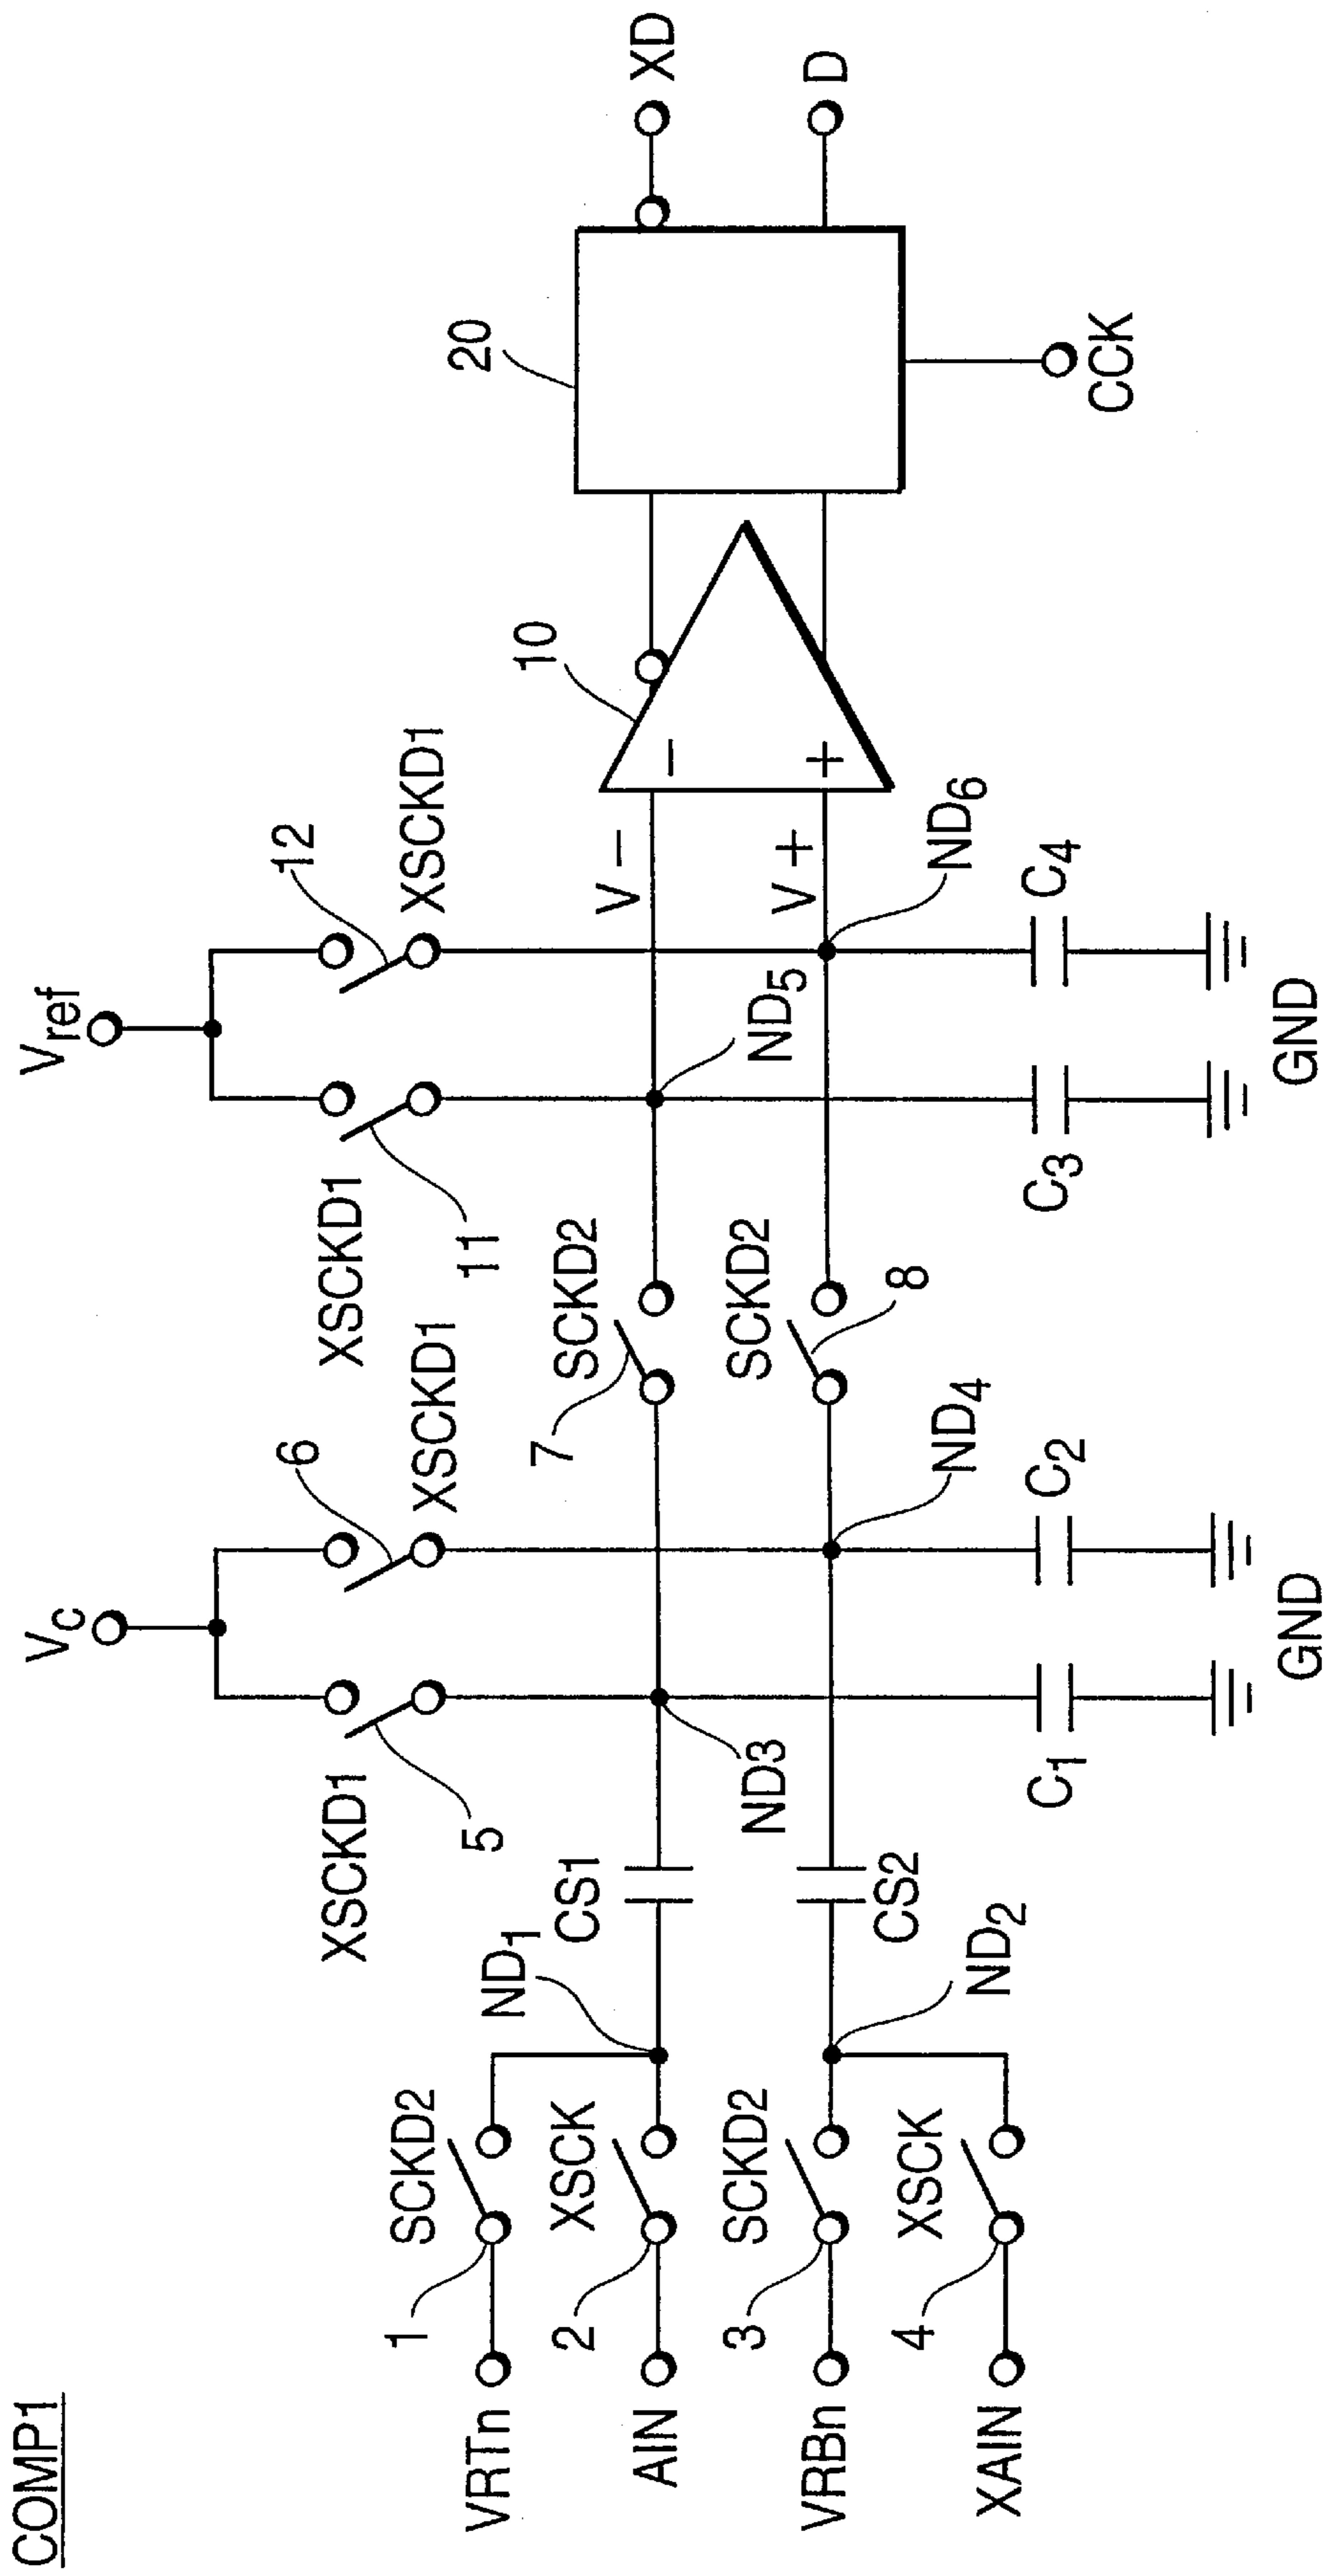 COMP1
VRTn
AIN
VRBn
XAIN
1
SCKD2
2
XSCK
3
SCKD2
4
XSCK
ND1
ND2
CS1
CS2
VC
XSCKD1
5
6
XSCKD1
ND3
ND4
C1
C2
GND
7
SCKD2
SCKD2
8
Vref
XSCKD1
11
12
XSCKD1
ND5
ND6
C3
C4
GND
V −
V +
−
+
10
20
CCK
XD
D